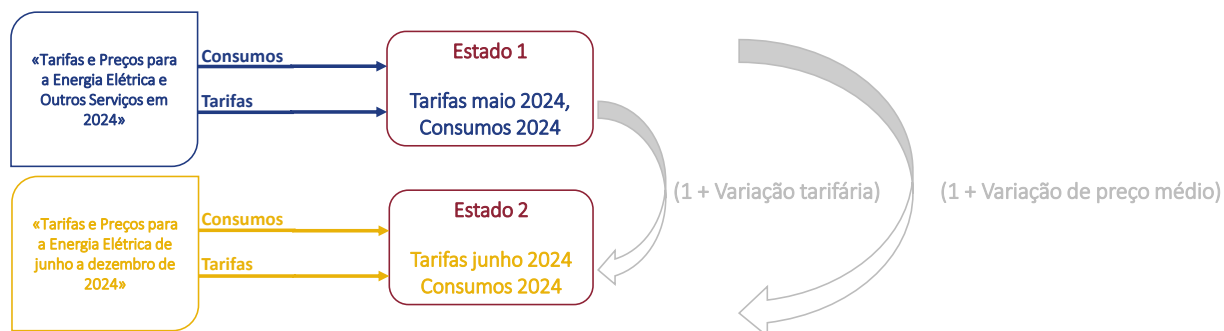 «Tarifas e Preços para
a Energia Elétrica e
Outros Serviços em
2024»
Consumos
Tarifas
Estado 1
Tarifas maio 2024,
Consumos 2024
«Tarifas e Preços para
a Energia Elétrica de
junho a dezembro de
2024»
Consumos
Tarifas
Estado 2
Tarifas junho 2024
Consumos 2024
(1 + Variação tarifária)
(1 + Variação de preço médio)